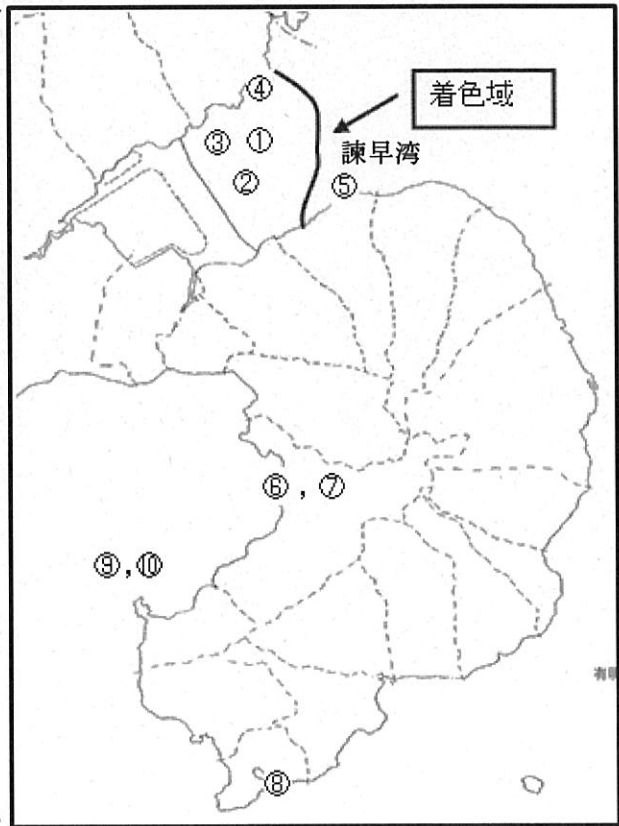 ④
着色域
③ ①
諫早湾
②
⑤
⑥ , ⑦
⑨ , ⑩
有明
⑧